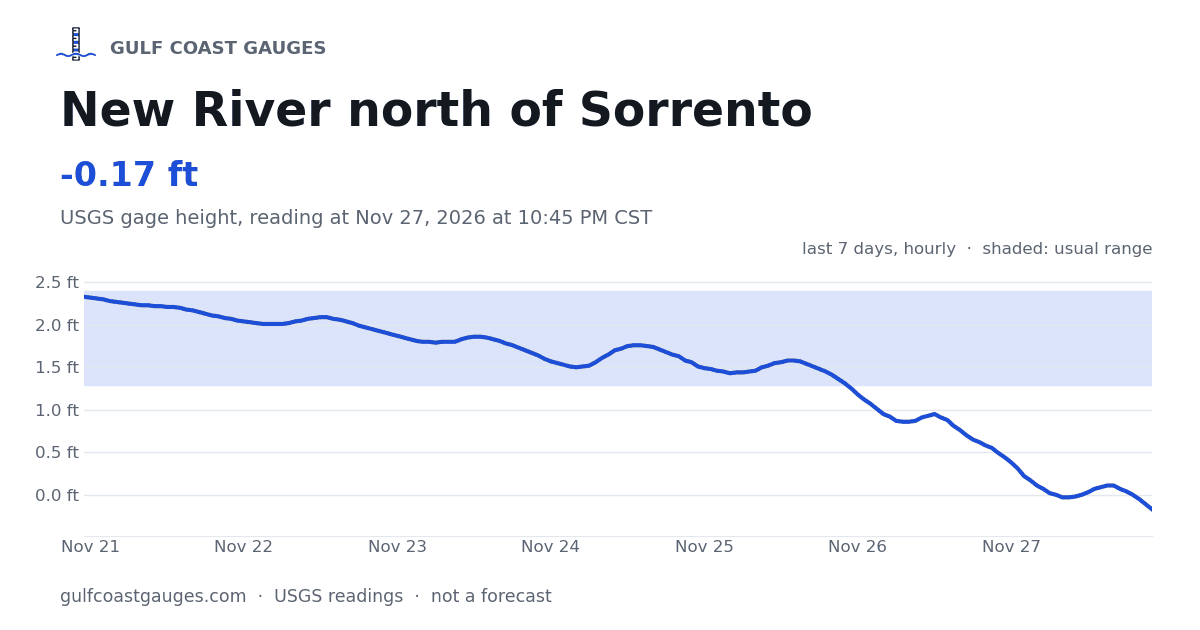 GULF COAST GAUGES
New River north of Sorrento
-0.17 ft
USGS gage height, reading at Nov 27, 2026 at 10:45 PM CST
last 7 days, hourly · shaded: usual range
2.5 ft
2.0 ft
1.5 ft
1.0 ft
0.5 ft
0.0 ft
Nov 21 Nov 22 Nov 23 Nov 24 Nov 25 Nov 26 Nov 27
gulfcoastgauges.com · USGS readings · not a forecast